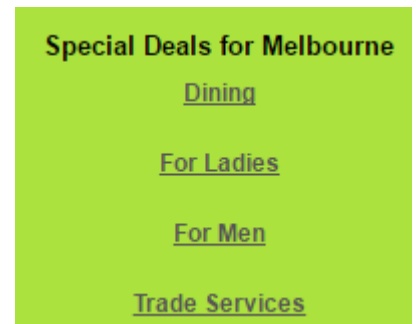 Special Deals for Melbourne
Dining
For Ladies
For Men
Trade Services